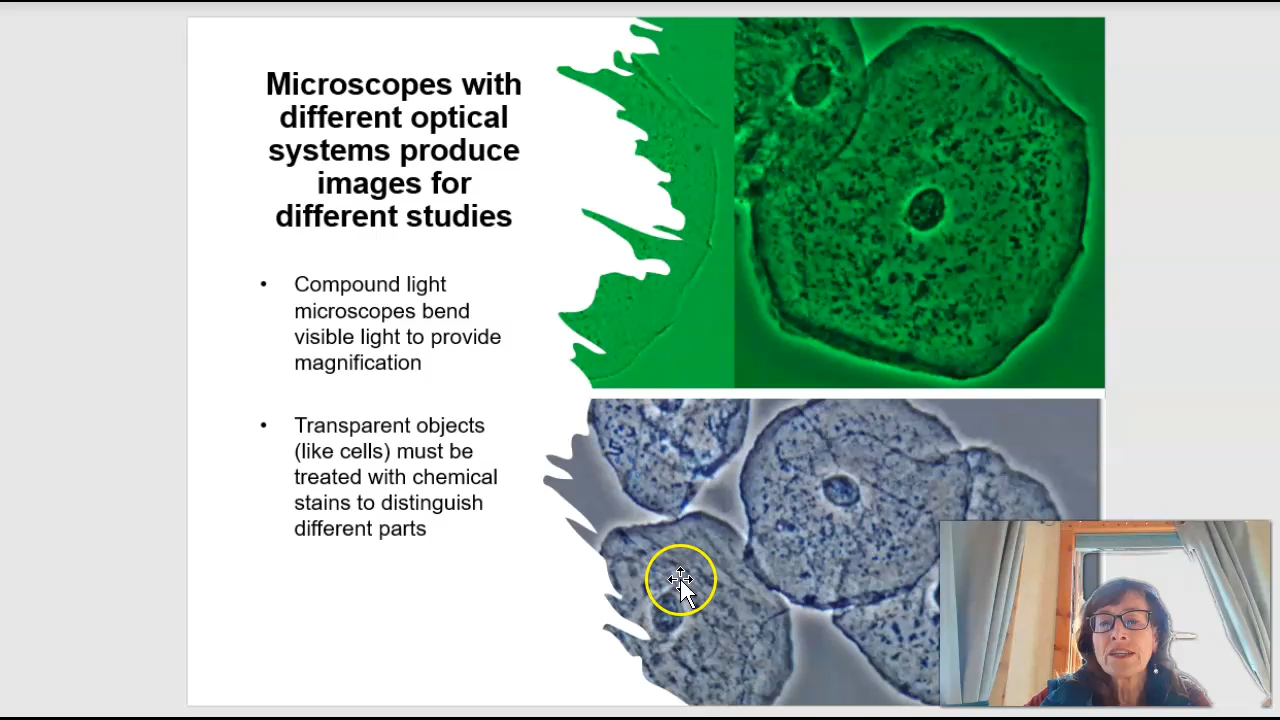 Microscopes with
different optical
systems produce
images for
different studies
• Compound light
microscopes bend
visible light to provide
magnification
• Transparent objects
(like cells) must be
treated with chemical
stains to distinguish
different parts